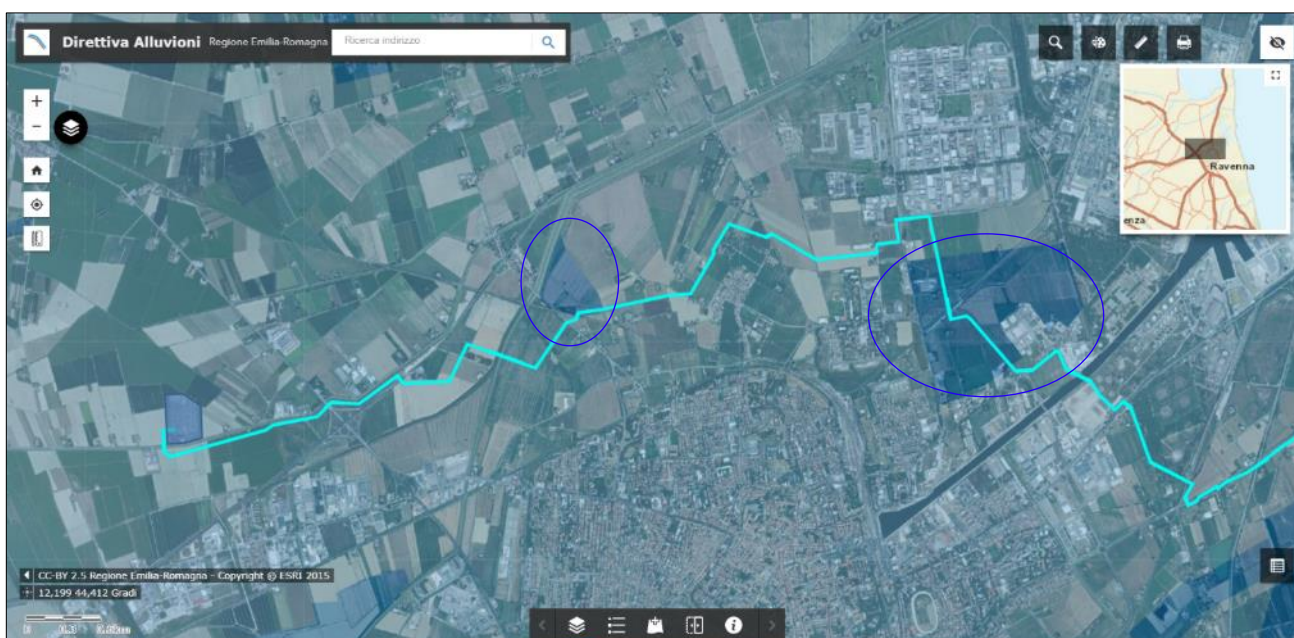 Direttiva Alluvioni Regione Emilia-Romagna
Ricerca indirizzo
Ravenna
enza
CC-BY 2.5 Regione Emilia-Romagna - Copyright @ ESRI 2015
12,199 44,412 Gradi